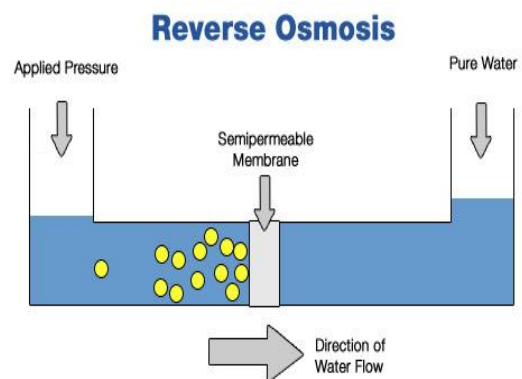 Reverse Osmosis
Applied Pressure
Pure Water
Semipermeable
Membrane
Direction of
Water Flow